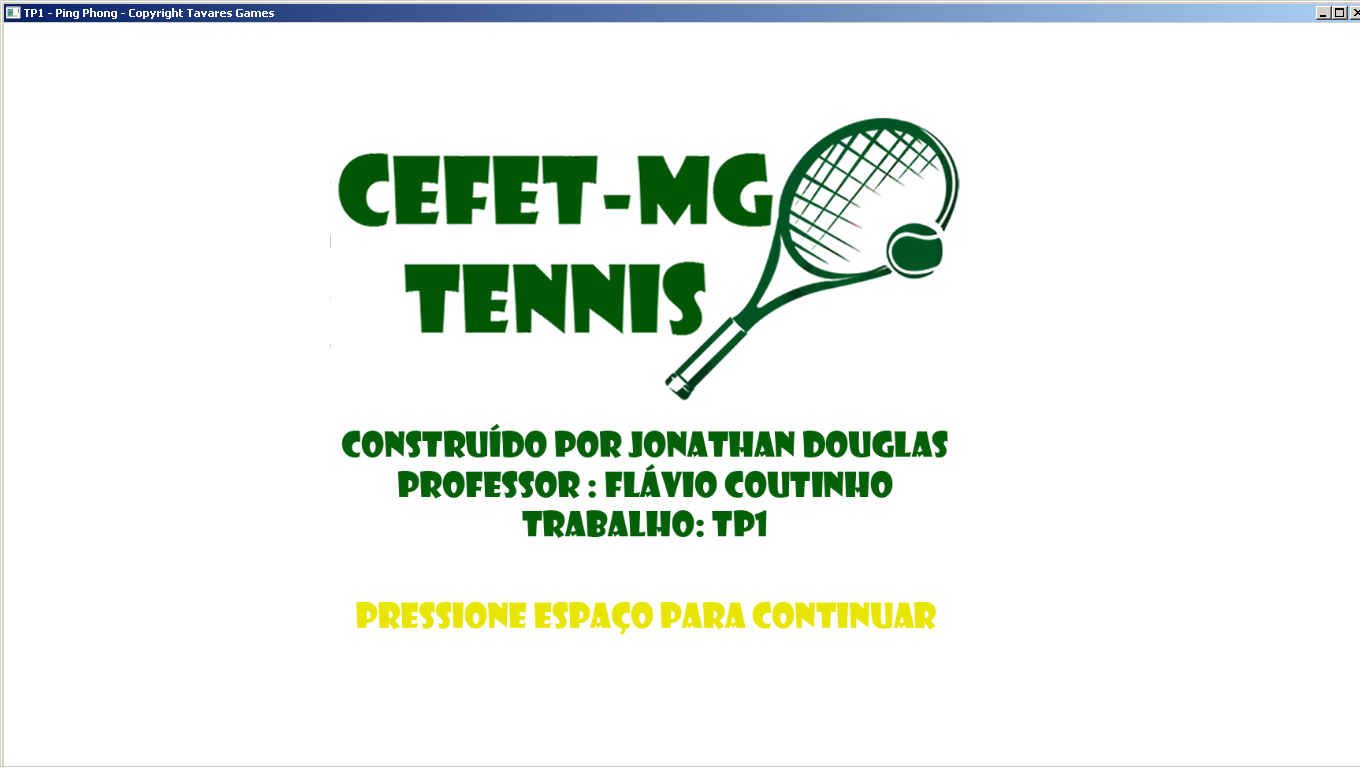 TP1 - Ping Phong - Copyright Tavares Games
CEFET-MG
TENNIS
CONSTRUÍDO POR JONATHAN DOUGLAS
PROFESSOR : FLÁVIO COUTINHO
TRABALHO: TP1
PRESSIONE ESPAÇO PARA CONTINUAR